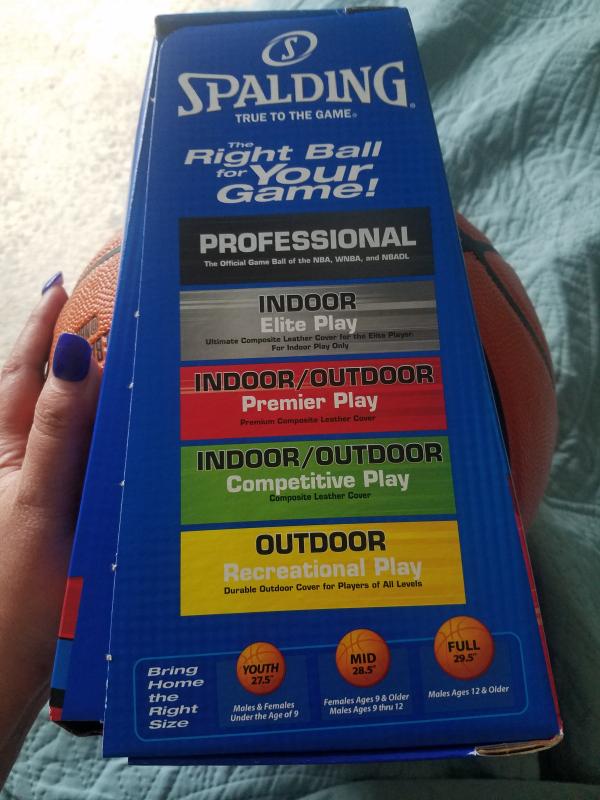 S
SPALDING®
TRUE TO THE GAME®
The
Right Ball
for Your
Game!
PROFESSIONAL
The Official Game Ball of the NBA, WNBA, and NBADL
INDOOR
Elite Play
Ultimate Composite Leather Cover for the Elite Player.
For Indoor Play Only
INDOOR/OUTDOOR
Premier Play
Premium Composite Leather Cover
INDOOR/OUTDOOR
Competitive Play
Composite Leather Cover
OUTDOOR
Recreational Play
Durable Outdoor Cover for Players of All Levels
Bring
Home
the
Right
Size
YOUTH
27.5"
Males & Females
Under the Age of 9
MID
28.5"
Females Ages 9 & Older
Males Ages 9 thru 12
FULL
29.5"
Males Ages 12 & Older